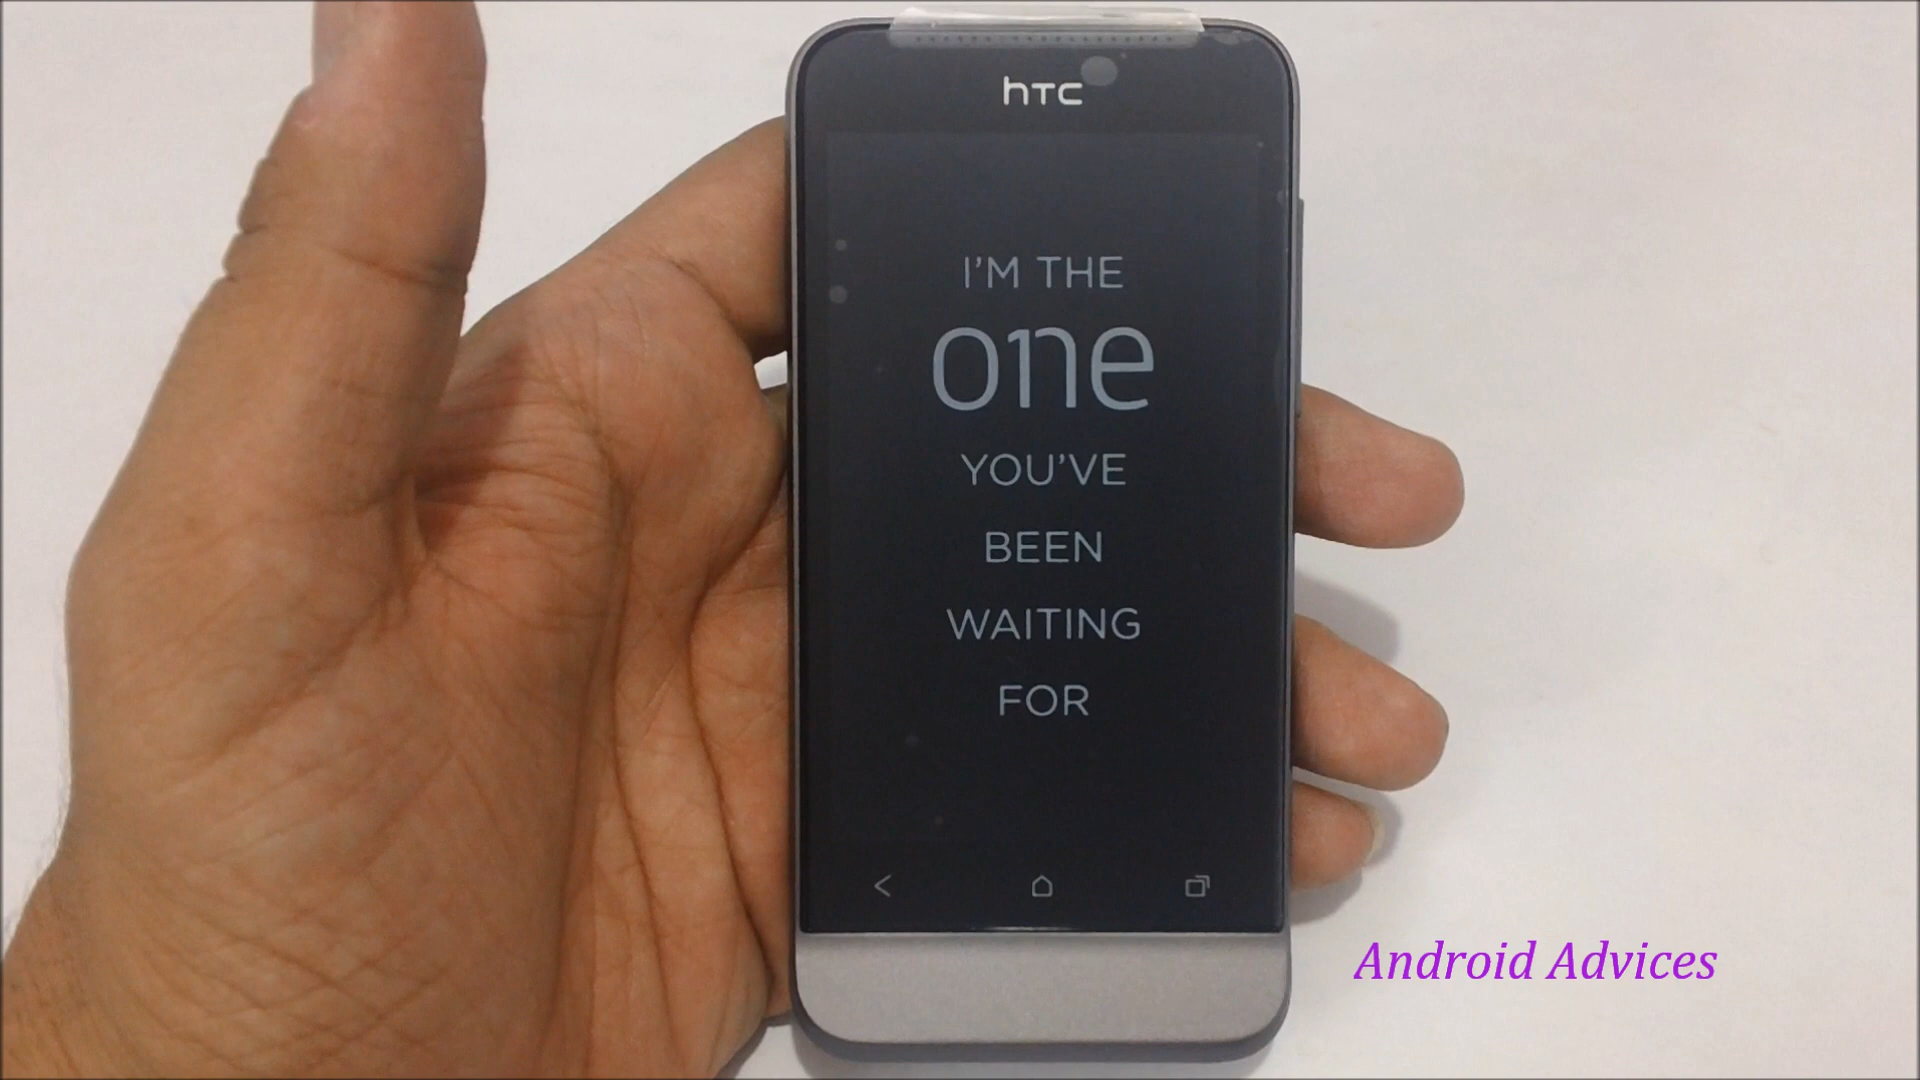 hTC
I'M THE
one
YOU'VE
BEEN
WAITING
FOR
Android Advices